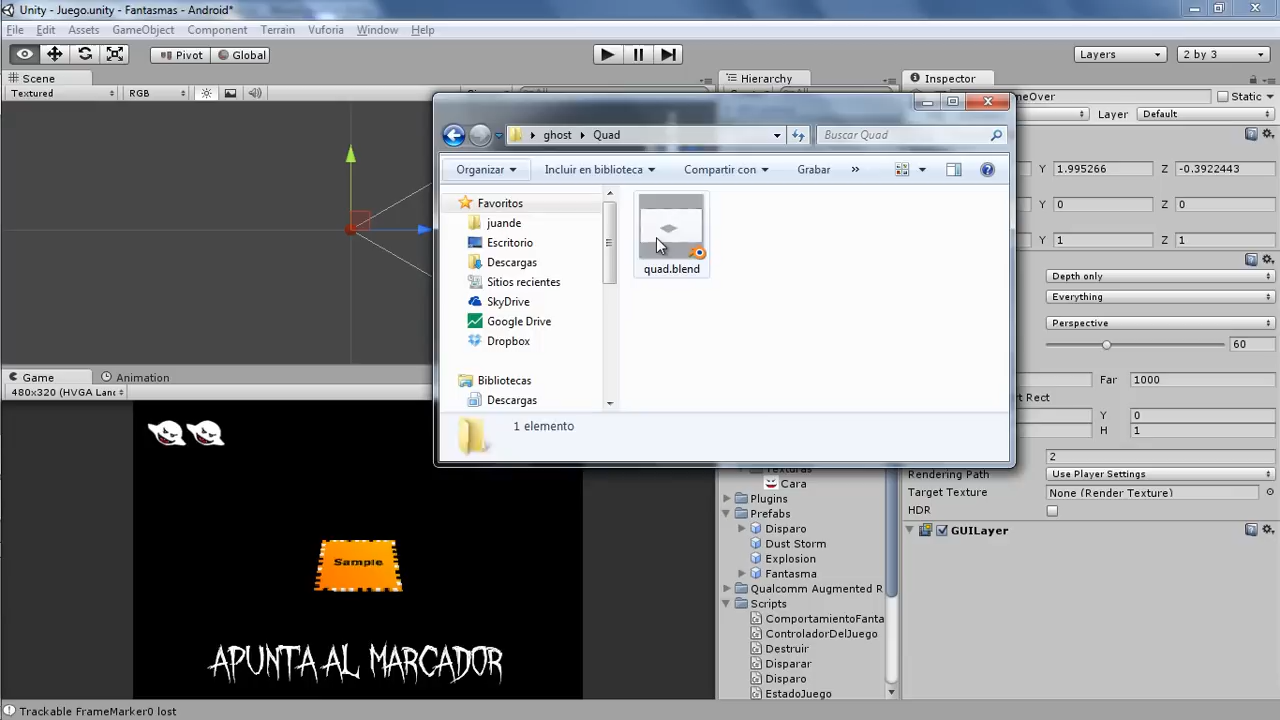 Unity - Juego.unity - Fantasmas - Android*
File Edit Assets GameObject Component Terrain Vuforia Window Help
Pivot Global Layers 2 by 3
Scene Hierarchy Inspector
Textured RGB
meOver Static
Layer Default
ghost Quad Buscar Quad
Organizar Incluir en biblioteca Compartir con Grabar »
Y 1.995266 Z -0.3922443
Y 0 Z 0
Y 1 Z 1
Favoritos
juande
Escritorio
Descargas
Sitios recientes
SkyDrive
Google Drive
Dropbox
Bibliotecas
Descargas
quad.blend
1 elemento
Depth only
Everything
Perspective
60
Far 1000
rt Rect
Y 0
H 1
2
Rendering Path Use Player Settings
Target Texture None (Render Texture)
HDR
GUILayer
Game Animation
480x320 (HVGA Lanc
Sample
APUNTA AL MARCADOR
Texturas
Cara
Plugins
Prefabs
Disparo
Dust Storm
Explosion
Fantasma
Qualcomm Augmented R
Scripts
ComportamientoFanta
ControladorDelJuego
Destruir
Disparar
Disparo
EstadoJuego
Trackable FrameMarker0 lost